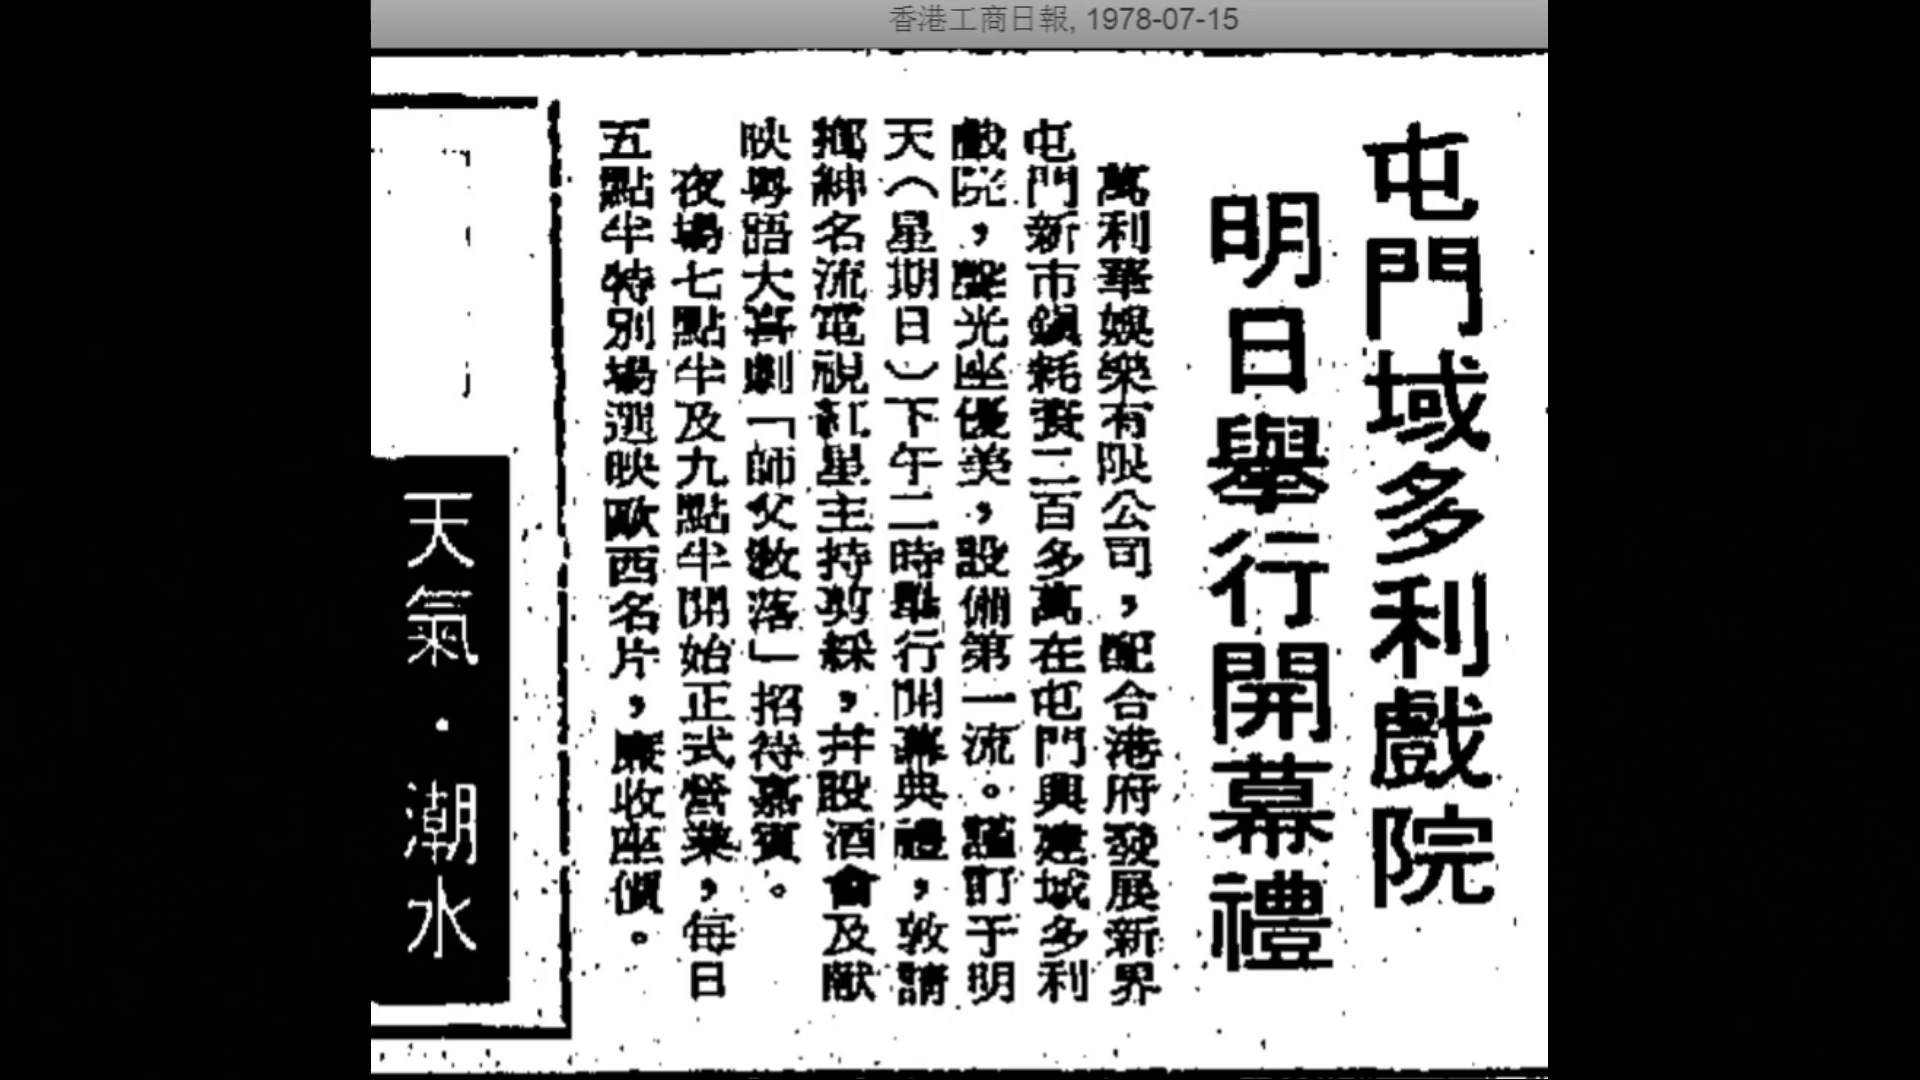 香港工商日報, 1978-07-15
屯門域多利戲院
明日舉行開幕禮
萬利華娛樂有限公司，配合港府發展新界
屯門新市鎮耗資二百多萬在屯門興建域多利
戲院，聲光座優美，設備第一流。謹訂于明
天（星期日）下午二時舉行開幕典禮，敦請
鄉紳名流電視紅星主持剪綵，并設酒會及献
映粵語大喜劇「師父教落」招待嘉賓。
夜場七點半及九點半開始正式營業，每日
五點半特別場選映歐西名片，廉收座價。
天氣·潮水